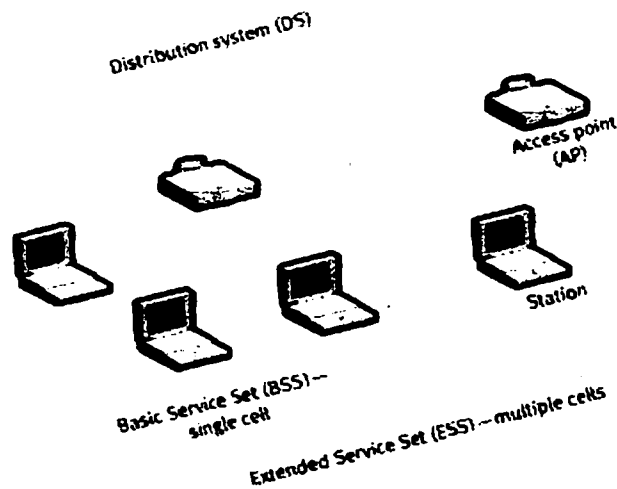 Distribution system (DS)
Access point
(AP)
Station
Basic Service Set (BSS) —
single cell
Extended Service Set (ESS) — multiple cells